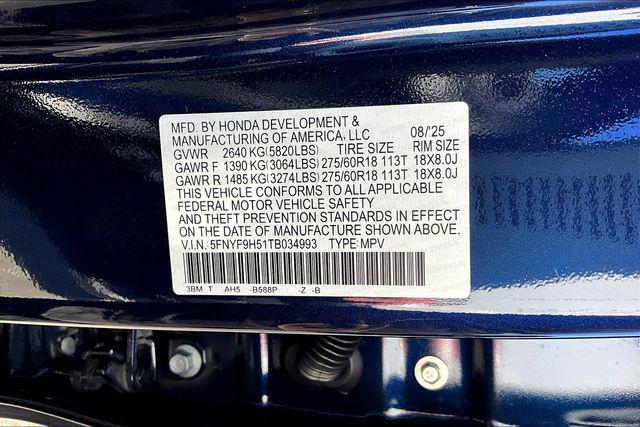 MFD. BY HONDA DEVELOPMENT &
MANUFACTURING OF AMERICA, LLC 08/'25
GVWR 2640 KG(5820LBS) TIRE SIZE RIM SIZE
GAWR F 1390 KG(3064LBS) 275/60R18 113T 18X8.0J
GAWR R 1485 KG(3274LBS) 275/60R18 113T 18X8.0J
THIS VEHICLE CONFORMS TO ALL APPLICABLE
FEDERAL MOTOR VEHICLE SAFETY
AND THEFT PREVENTION STANDARDS IN EFFECT
ON THE DATE OF MANUFACTURE SHOWN ABOVE.
V.I.N.: 5FNYF9H51TB034993 TYPE: MPV
3BM T AH5 -B588P -Z -B